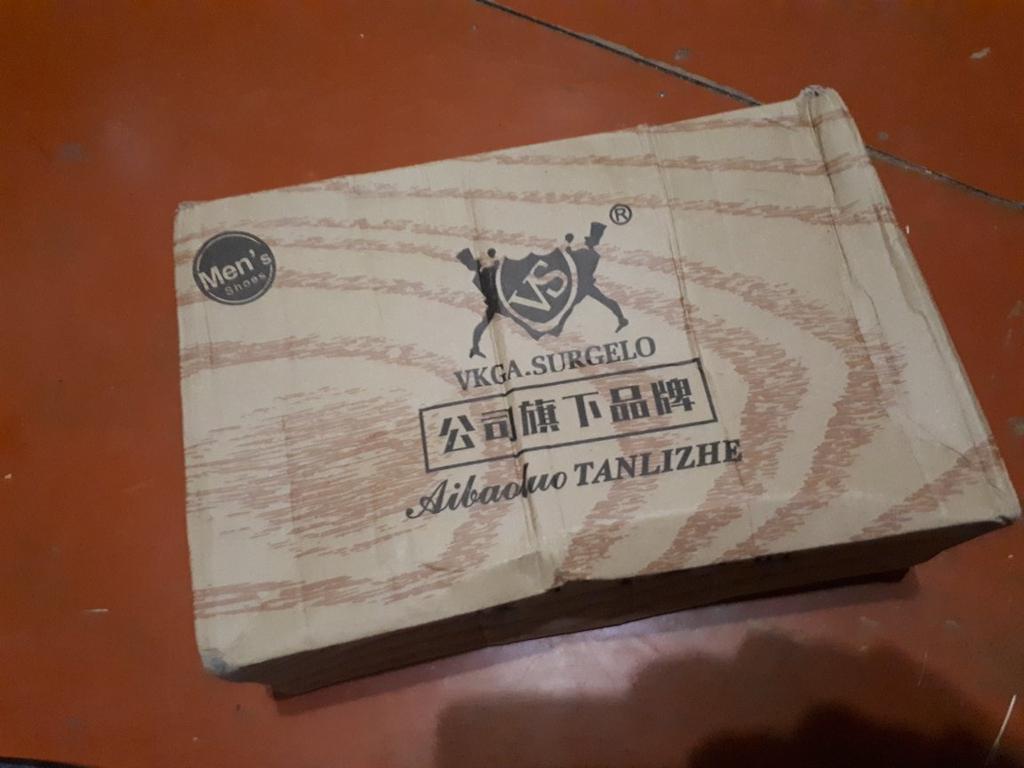 Men's
Shoes
®
VS
VKGA.SURGELO
公司旗下品牌
Aibaoluo TANLIZHE